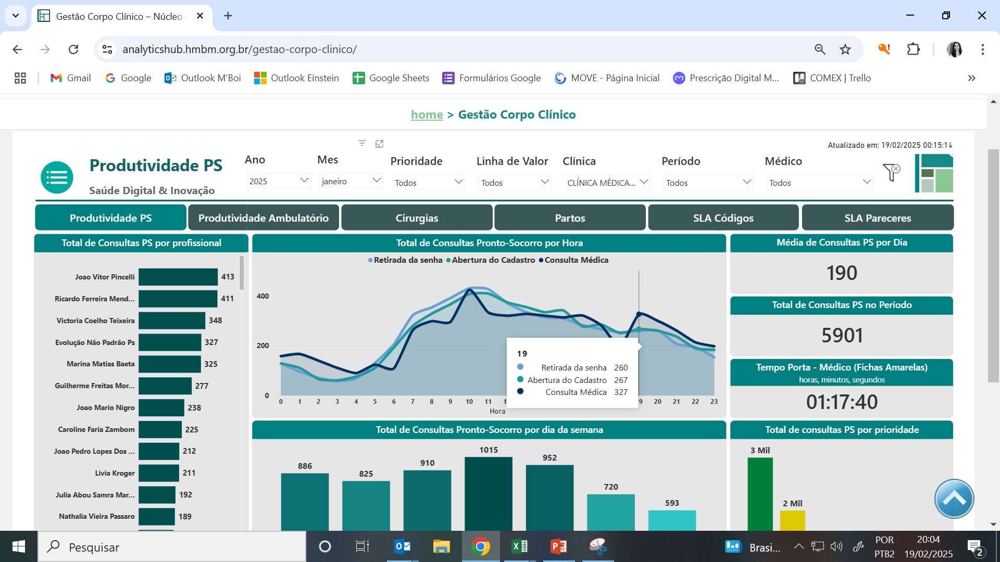 Gestão Corpo Clínico – Núcleo
analyticshub.hmbm.org.br/gestao-corpo-clinico/
Gmail
Google
Outlook M'Boi
Outlook Einstein
Google Sheets
Formulários Google
MOVE - Página Inicial
Prescrição Digital M...
COMEX | Trello
home > Gestão Corpo Clínico
Atualizado em: 19/02/2025 00:15:14
Produtividade PS
Saúde Digital & Inovação
Ano
2025
Mes
janeiro
Prioridade
Todos
Linha de Valor
Todos
Clínica
CLÍNICA MÉDICA...
Período
Todos
Médico
Todos
Produtividade PS
Produtividade Ambulatório
Cirurgias
Partos
SLA Códigos
SLA Pareceres
Total de Consultas PS por profissional
Joao Vitor Pincelli 413
Ricardo Ferreira Mend... 411
Victoria Coelho Teixeira 348
Evolução Não Padrão Ps 327
Marina Matias Baeta 325
Guilherme Freitas Mor... 277
Joao Mario Nigro 238
Caroline Faria Zambom 225
Joao Pedro Lopes Dos ... 212
Livia Kroger 211
Julia Abou Samra Mar... 192
Nathalia Vieira Passaro 189
Total de Consultas Pronto-Socorro por Hora
Retirada da senha Abertura do Cadastro Consulta Médica
400
200
0
0 1 2 3 4 5 6 7 8 9 10 11 1 9 20 21 22 23
Hora
19
Retirada da senha 260
Abertura do Cadastro 267
Consulta Médica 327
Total de Consultas Pronto-Socorro por dia da semana
886 825 910 1015 952 720 593
Média de Consultas PS por Dia
190
Total de Consultas PS no Período
5901
Tempo Porta - Médico (Fichas Amarelas)
horas, minutos, segundos
01:17:40
Total de consultas PS por prioridade
3 Mil
2 Mil
Pesquisar
Brasi...
POR
PTB2
20:04
19/02/2025
2